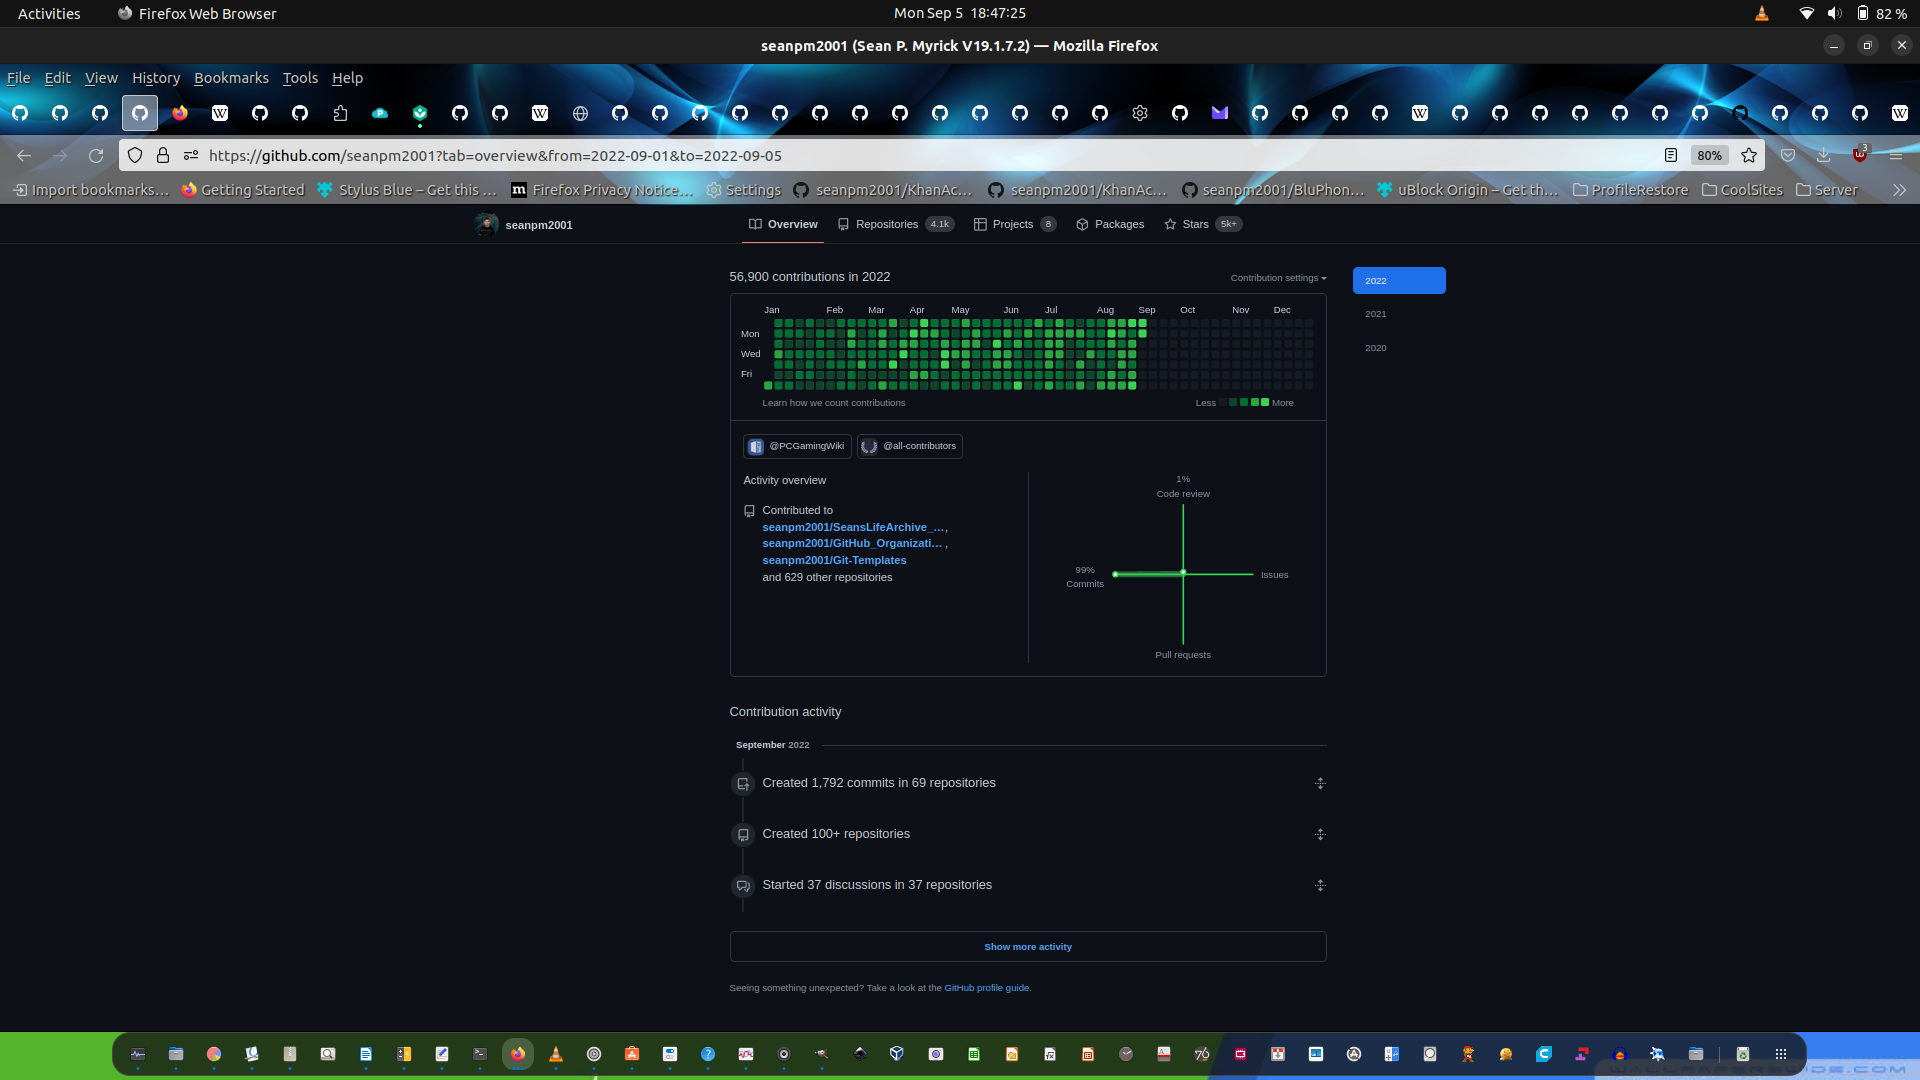 Activities
Firefox Web Browser
Mon Sep 5 18:47:25
82 %
seanpm2001 (Sean P. Myrick V19.1.7.2) — Mozilla Firefox
File Edit View History Bookmarks Tools Help
https://github.com/seanpm2001?tab=overview&from=2022-09-01&to=2022-09-05
80%
3
Import bookmarks…
Getting Started
Stylus Blue – Get this …
Firefox Privacy Notice…
Settings
seanpm2001/KhanAc…
seanpm2001/KhanAc…
seanpm2001/BluPhon…
uBlock Origin – Get th…
ProfileRestore
CoolSites
Server
seanpm2001
Overview
Repositories 4.1k
Projects 8
Packages
Stars 5k+
56,900 contributions in 2022
Contribution settings
2022
2021
2020
Jan Feb Mar Apr May Jun Jul Aug Sep Oct Nov Dec
Mon
Wed
Fri
Learn how we count contributions
Less
More
@PCGamingWiki
@all-contributors
Activity overview
Contributed to
seanpm2001/SeansLifeArchive_…,
seanpm2001/GitHub_Organizati… ,
seanpm2001/Git-Templates
and 629 other repositories
1%
Code review
99%
Commits
Issues
Pull requests
Contribution activity
September 2022
Created 1,792 commits in 69 repositories
Created 100+ repositories
Started 37 discussions in 37 repositories
Show more activity
Seeing something unexpected? Take a look at the GitHub profile guide.
76
WALLPAPERSWIDE.COM